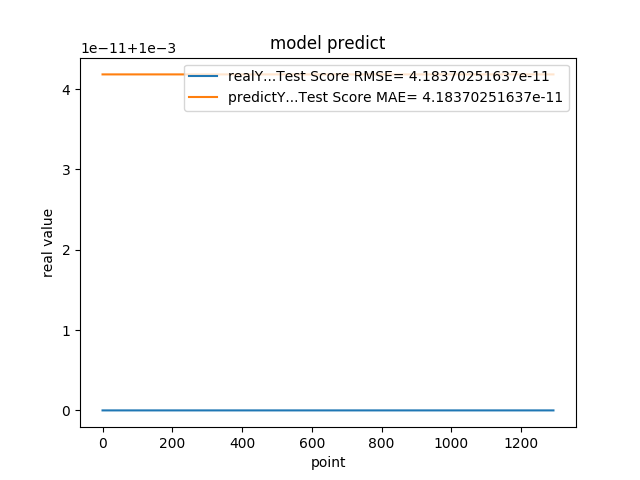 model predict
1e−11+1e−3
realY...Test Score RMSE= 4.18370251637e-11
predictY...Test Score MAE= 4.18370251637e-11
4
3
2
1
0
real value
0 200 400 600 800 1000 1200
point